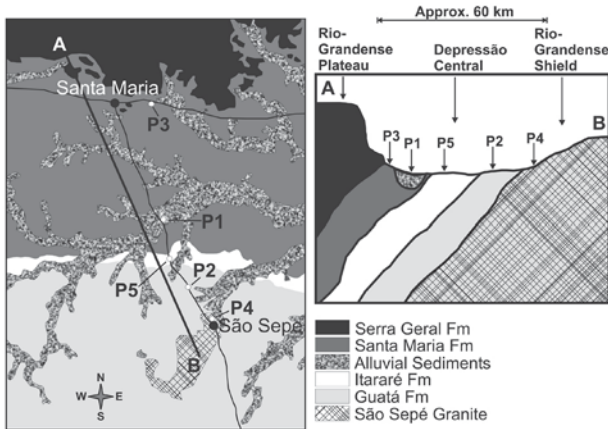 A
Santa Maria
P3
P1
P5
P2
P4
São Sepé
B
N
W E
S
Approx. 60 km
Rio-
Grandense
Plateau
Depressão
Central
Rio-
Grandense
Shield
A
B
P3
P1
P5
P2
P4
Serra Geral Fm
Santa Maria Fm
Alluvial Sediments
Itararé Fm
Guatá Fm
São Sepé Granite